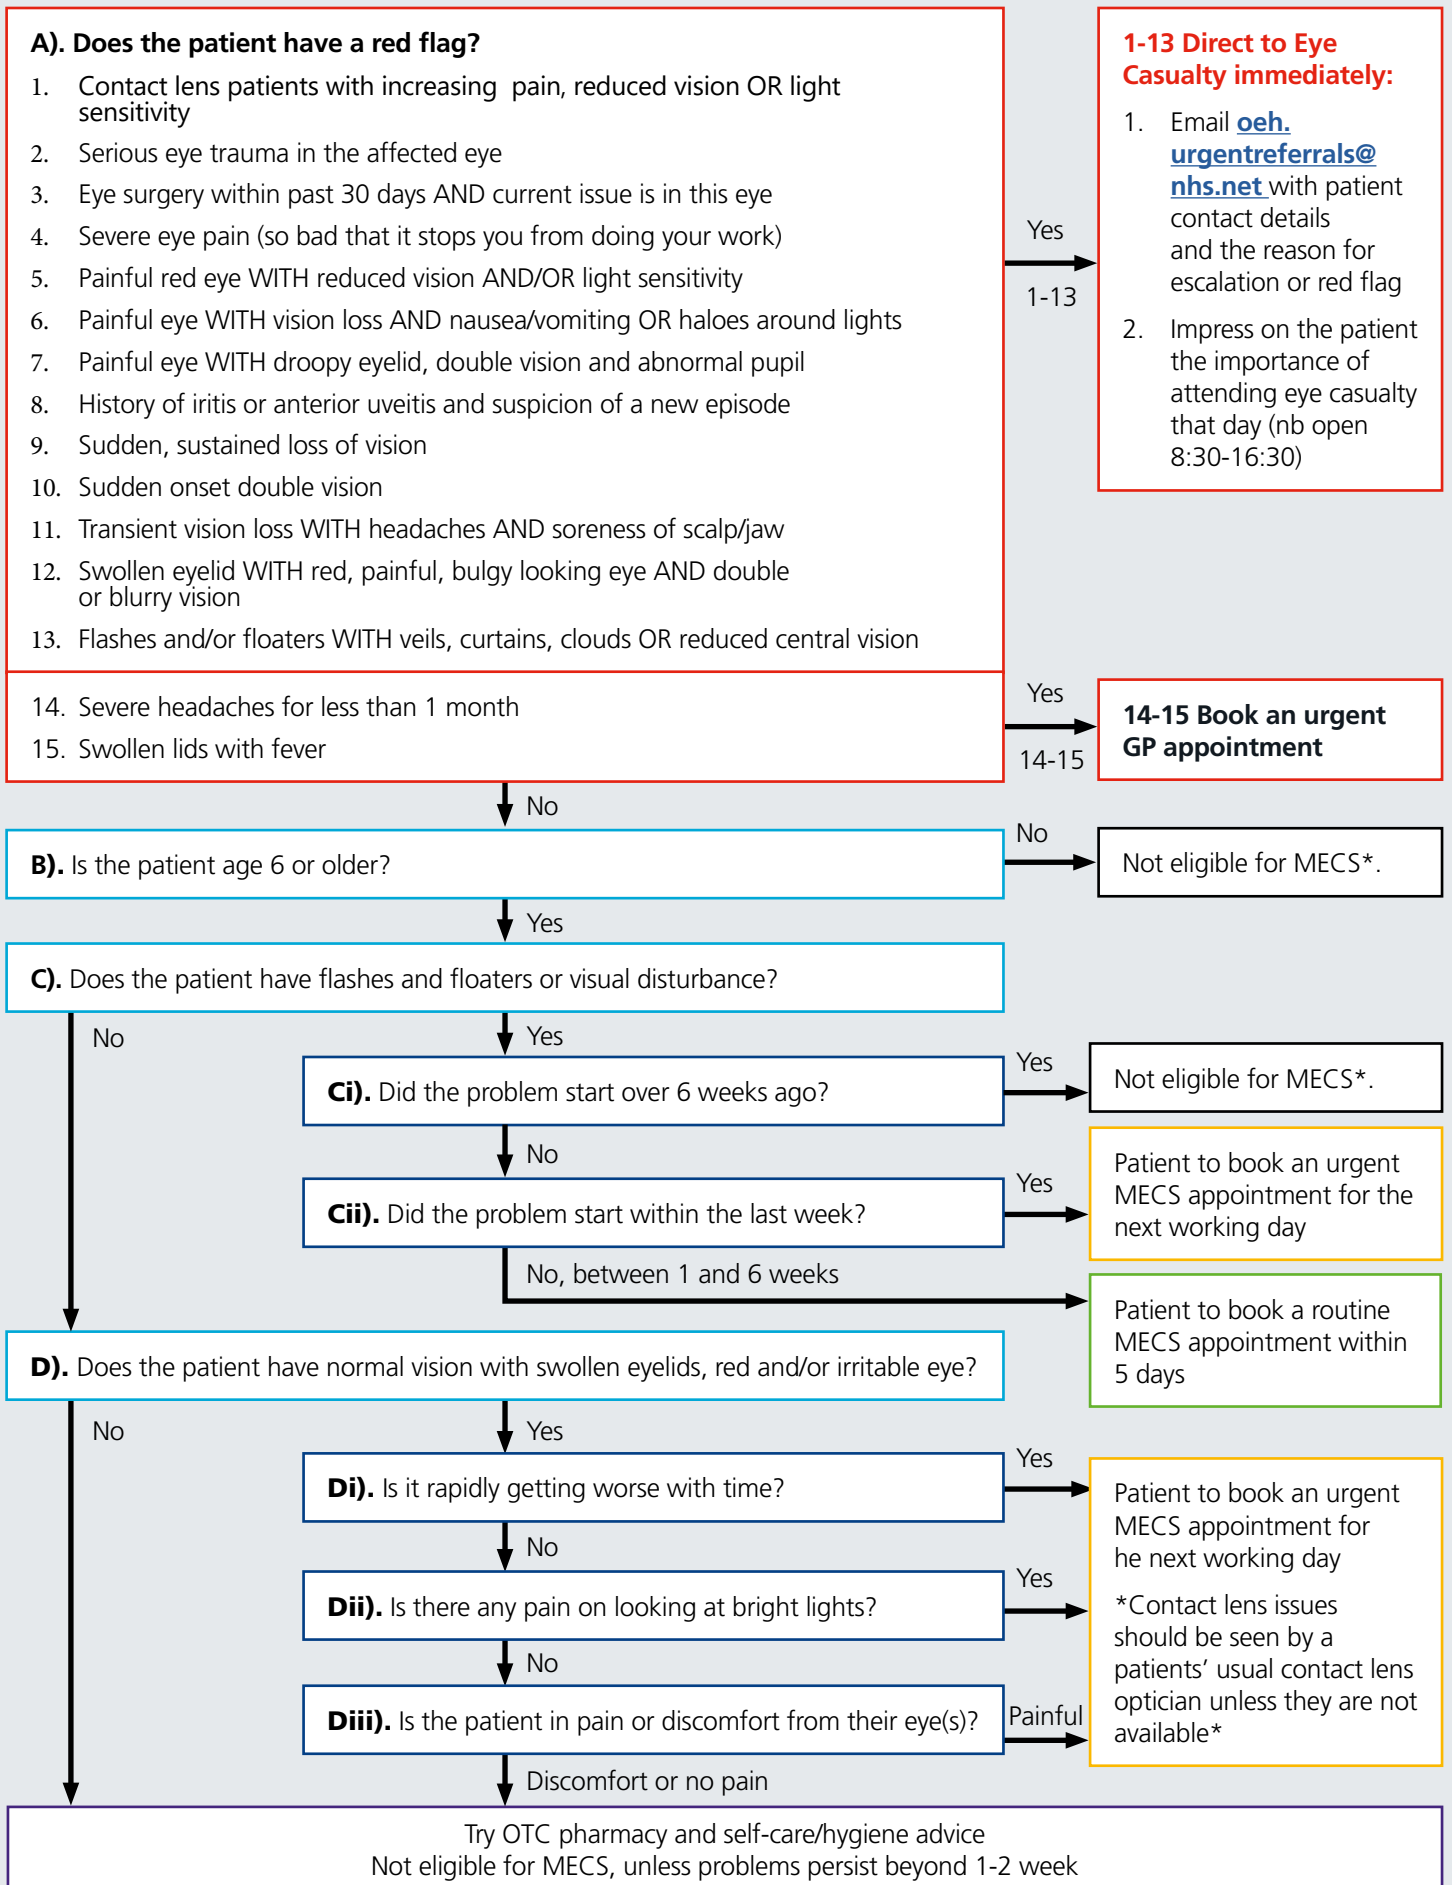 A). Does the patient have a red flag?
1. Contact lens patients with increasing pain, reduced vision OR light
sensitivity
2. Serious eye trauma in the affected eye
3. Eye surgery within past 30 days AND current issue is in this eye
4. Severe eye pain (so bad that it stops you from doing your work)
5. Painful red eye WITH reduced vision AND/OR light sensitivity
6. Painful eye WITH vision loss AND nausea/vomiting OR haloes around lights
7. Painful eye WITH droopy eyelid, double vision and abnormal pupil
8. History of iritis or anterior uveitis and suspicion of a new episode
9. Sudden, sustained loss of vision
10. Sudden onset double vision
11. Transient vision loss WITH headaches AND soreness of scalp/jaw
12. Swollen eyelid WITH red, painful, bulgy looking eye AND double
or blurry vision
13. Flashes and/or floaters WITH veils, curtains, clouds OR reduced central vision
Yes
1-13
1-13 Direct to Eye
Casualty immediately:
1. Email oeh.
urgentreferrals@
nhs.net with patient
contact details
and the reason for
escalation or red flag
2. Impress on the patient
the importance of
attending eye casualty
that day (nb open
8:30-16:30)
14. Severe headaches for less than 1 month
15. Swollen lids with fever
Yes
14-15
14-15 Book an urgent
GP appointment
No
B). Is the patient age 6 or older?
No
Not eligible for MECS*.
Yes
C). Does the patient have flashes and floaters or visual disturbance?
No
Yes
Ci). Did the problem start over 6 weeks ago?
Yes
Not eligible for MECS*.
No
Cii). Did the problem start within the last week?
Yes
Patient to book an urgent
MECS appointment for the
next working day
No, between 1 and 6 weeks
Patient to book a routine
MECS appointment within
5 days
D). Does the patient have normal vision with swollen eyelids, red and/or irritable eye?
No
Yes
Di). Is it rapidly getting worse with time?
Yes
No
Dii). Is there any pain on looking at bright lights?
Yes
No
Diii). Is the patient in pain or discomfort from their eye(s)?
Painful
Patient to book an urgent
MECS appointment for
he next working day
*Contact lens issues
should be seen by a
patients' usual contact lens
optician unless they are not
available*
Discomfort or no pain
Try OTC pharmacy and self-care/hygiene advice
Not eligible for MECS, unless problems persist beyond 1-2 week